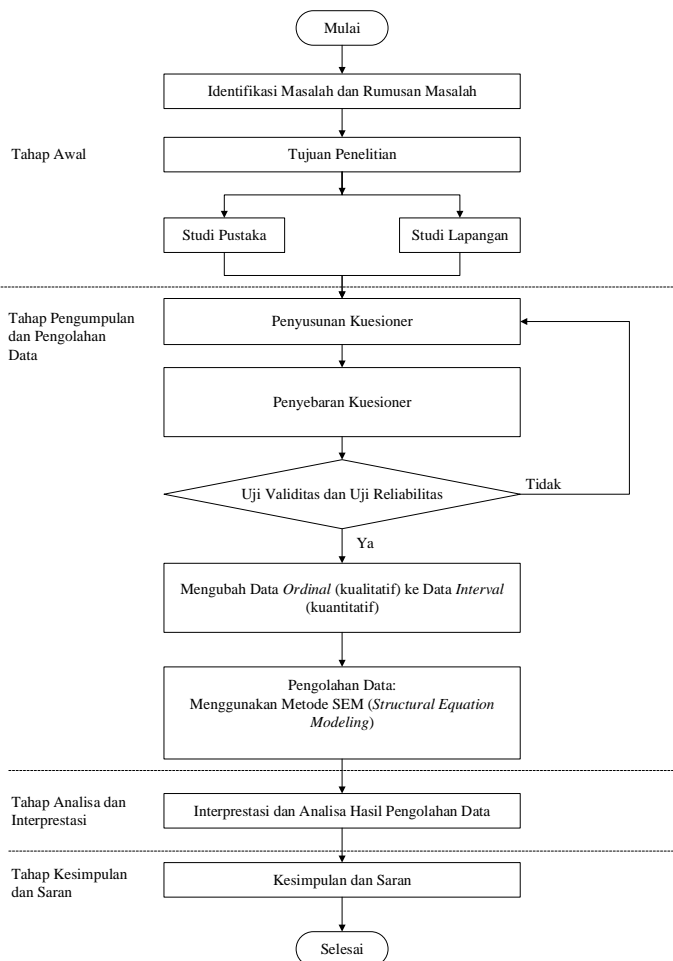 Mulai
Identifikasi Masalah dan Rumusan Masalah
Tahap Awal
Tujuan Penelitian
Studi Pustaka
Studi Lapangan
Tahap Pengumpulan
dan Pengolahan
Data
Penyusunan Kuesioner
Penyebaran Kuesioner
Uji Validitas dan Uji Reliabilitas
Tidak
Ya
Mengubah Data Ordinal (kualitatif) ke Data Interval
(kuantitatif)
Pengolahan Data:
Menggunakan Metode SEM (Structural Equation
Modeling)
Tahap Analisa dan
Interprestasi
Interprestasi dan Analisa Hasil Pengolahan Data
Tahap Kesimpulan
dan Saran
Kesimpulan dan Saran
Selesai